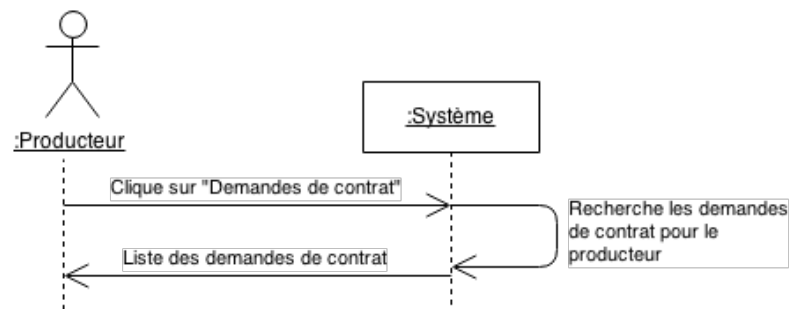 :Producteur
:Système
Clique sur "Demandes de contrat"
Recherche les demandes
de contrat pour le
producteur
Liste des demandes de contrat